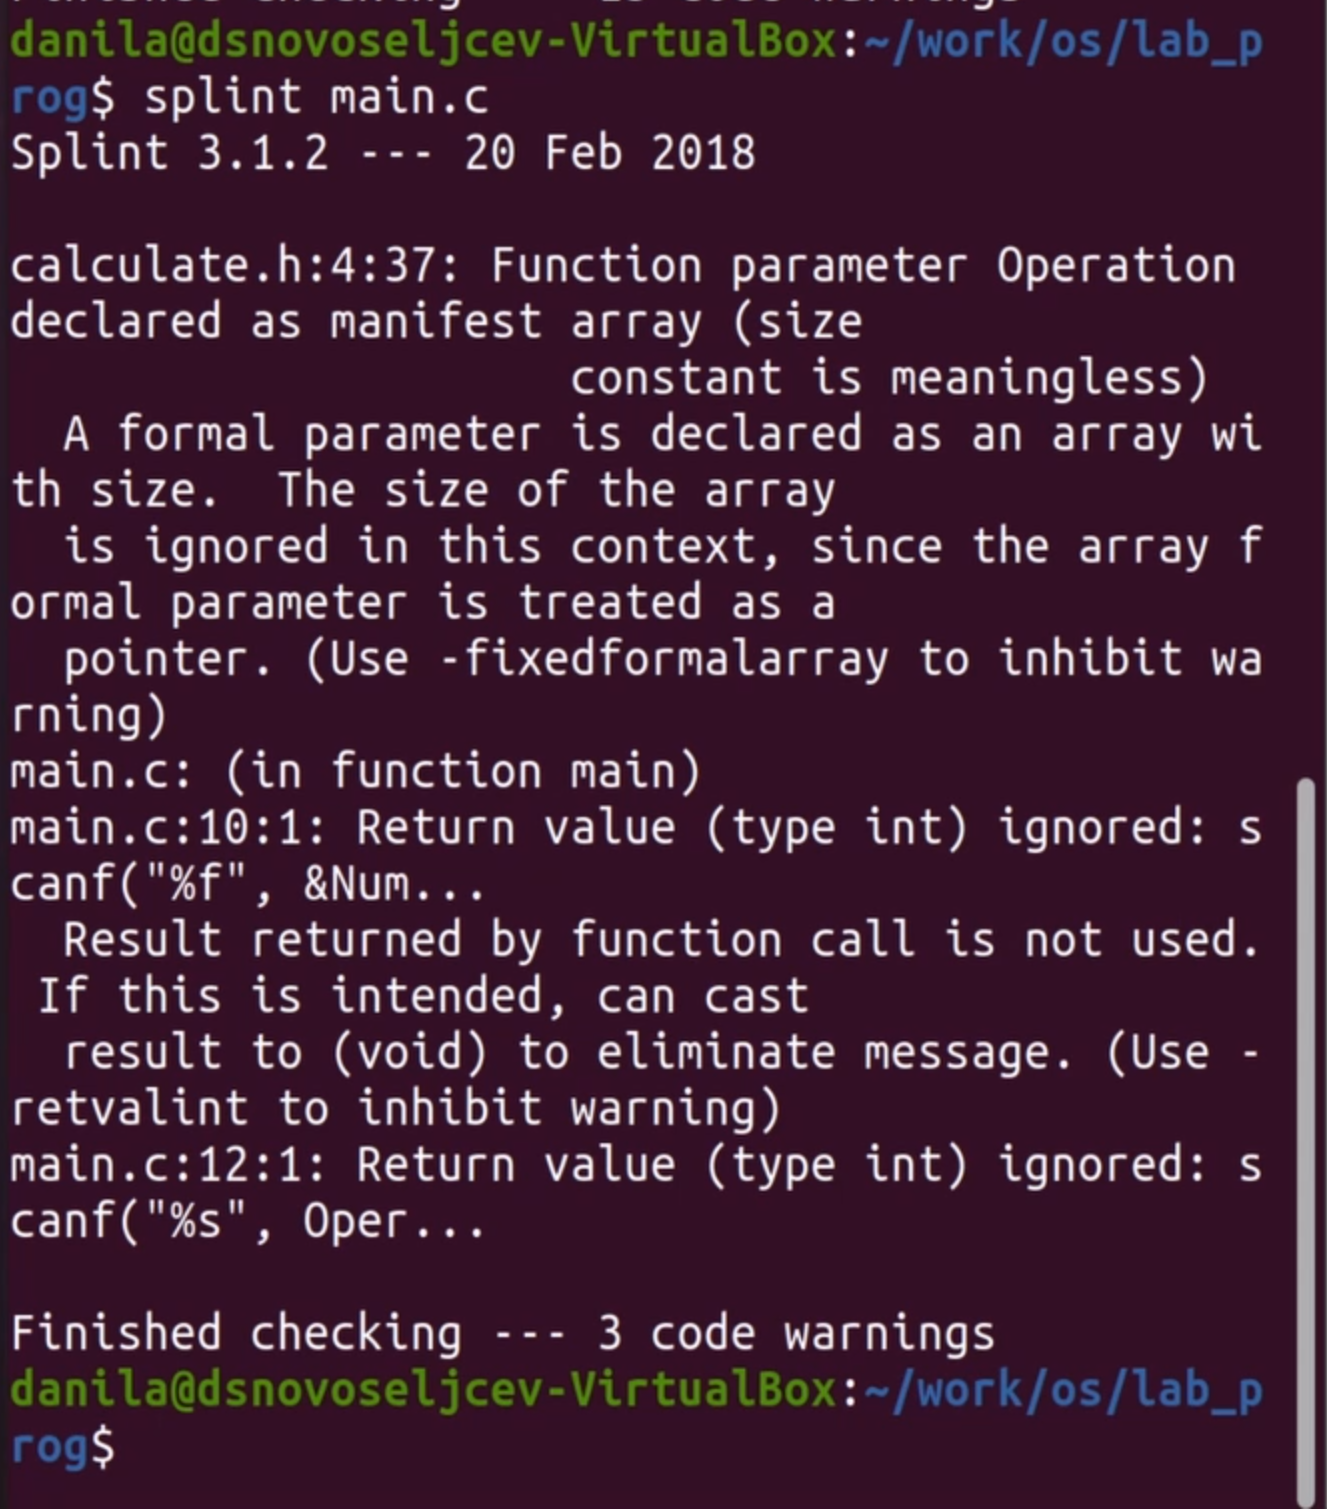 danila@dsnovoseljcev-VirtualBox:~/work/os/lab_p
rog$ splint main.c
Splint 3.1.2 --- 20 Feb 2018
calculate.h:4:37: Function parameter Operation
declared as manifest array (size
constant is meaningless)
A formal parameter is declared as an array wi
th size.  The size of the array
is ignored in this context, since the array f
ormal parameter is treated as a
pointer. (Use -fixedformalarray to inhibit wa
rning)
main.c: (in function main)
main.c:10:1: Return value (type int) ignored: s
canf("%f", &Num...
Result returned by function call is not used.
If this is intended, can cast
result to (void) to eliminate message. (Use -
retvalint to inhibit warning)
main.c:12:1: Return value (type int) ignored: s
canf("%s", Oper...
Finished checking --- 3 code warnings
danila@dsnovoseljcev-VirtualBox:~/work/os/lab_p
rog$